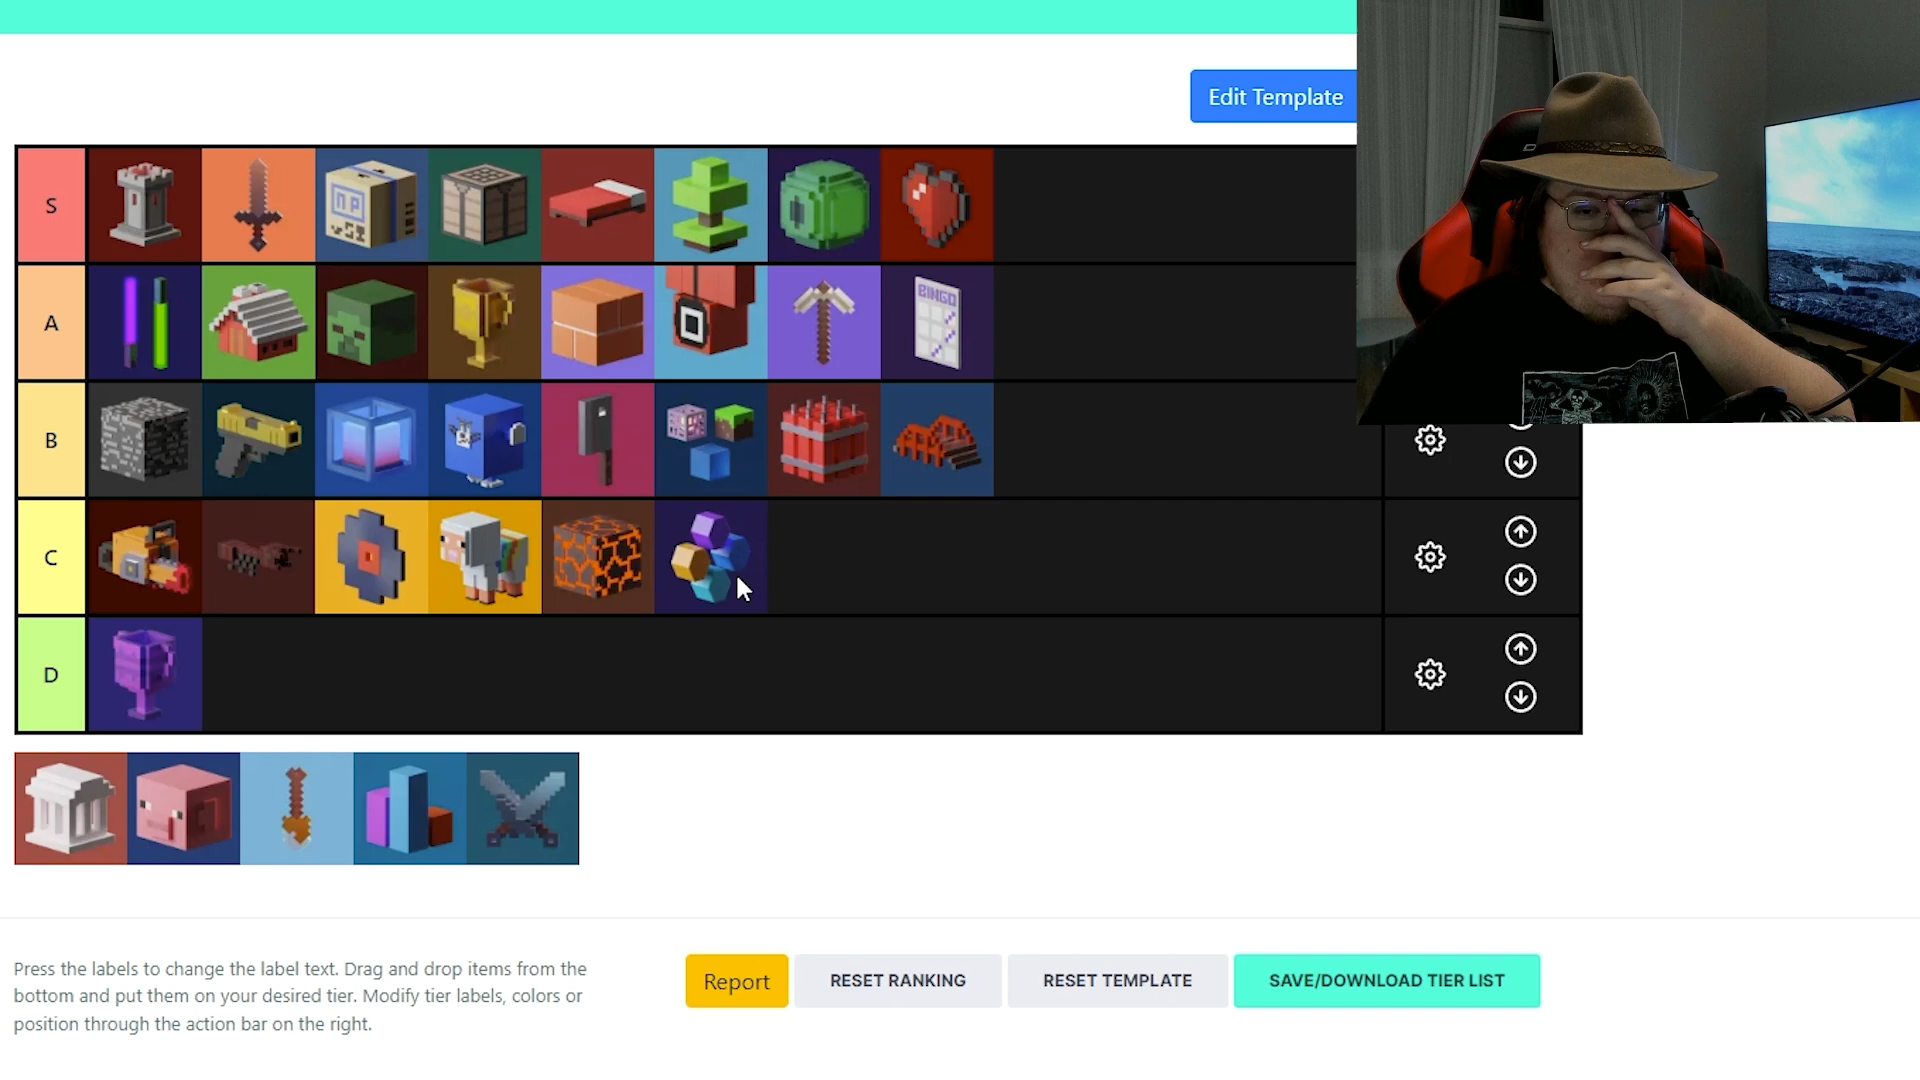 Edit Template
S
NP
A
BINGO
B
C
D
Press the labels to change the label text. Drag and drop items from the
bottom and put them on your desired tier. Modify tier labels, colors or
position through the action bar on the right.
Report
RESET RANKING
RESET TEMPLATE
SAVE/DOWNLOAD TIER LIST